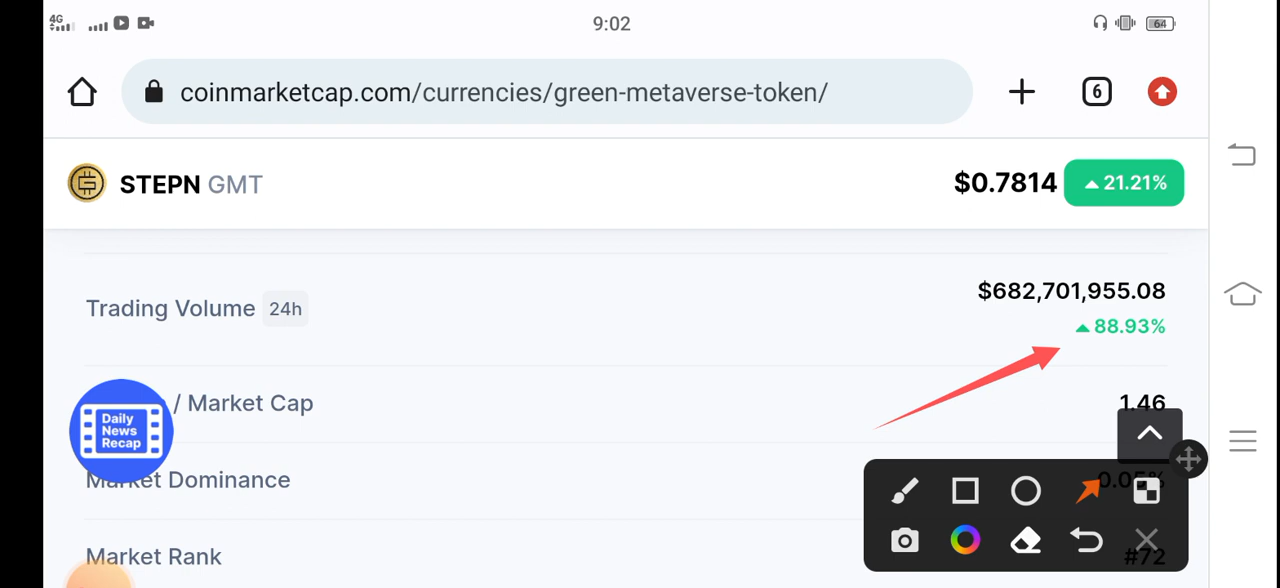 4G
9:02
64
coinmarketcap.com/currencies/green-metaverse-token/
6
STEPN GMT
$0.7814
21.21%
Trading Volume 24h
$682,701,955.08
88.93%
/ Market Cap
1.46
Daily
News
Recap
Market Dominance
0.05%
Market Rank
#72